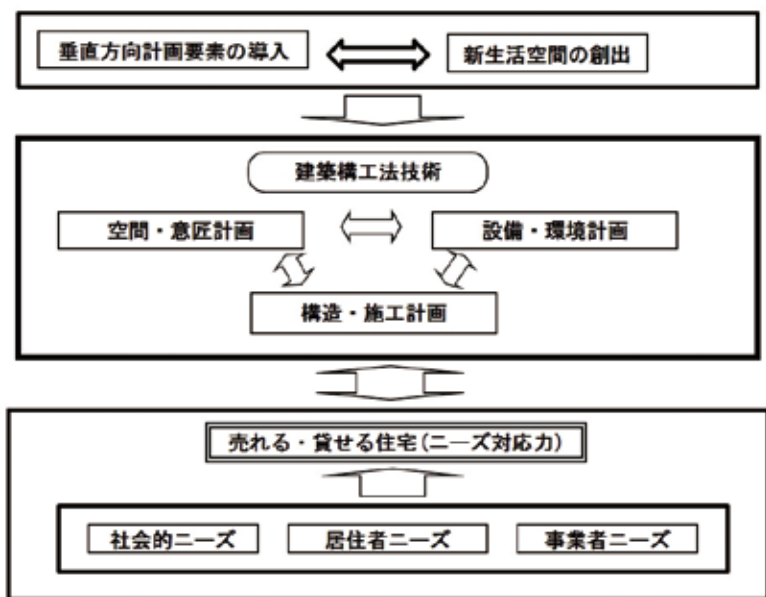 垂直方向計画要素の導入
新生活空間の創出
建築構工法技術
空間・意匠計画
設備・環境計画
構造・施工計画
売れる・貸せる住宅(ニーズ対応力)
社会的ニーズ
居住者ニーズ
事業者ニーズ